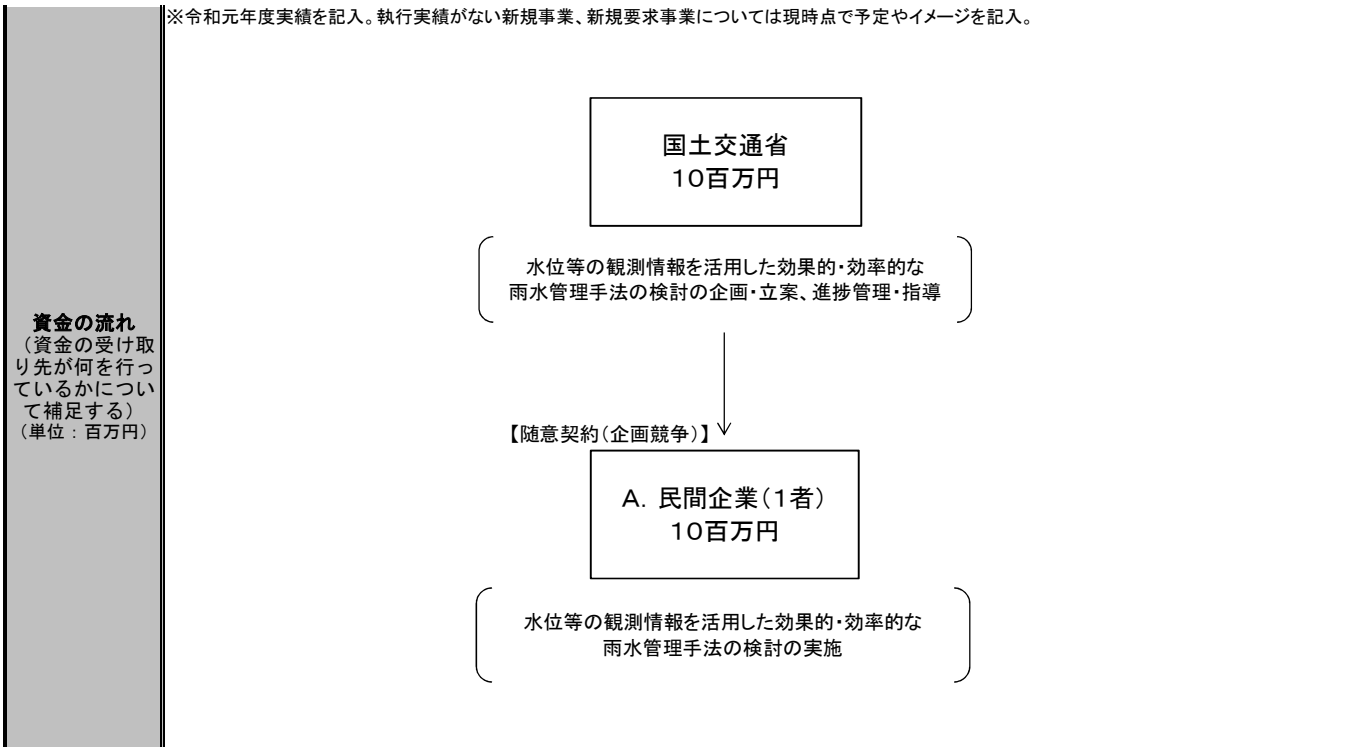 ※令和元年度実績を記入。執行実績がない新規事業、新規要求事業については現時点で予定やイメージを記入。
資金の流れ
（資金の受け取
り先が何を行っ
ているかについ
て補足する）
（単位：百万円）
国土交通省
１０百万円
水位等の観測情報を活用した効果的・効率的な
雨水管理手法の検討の企画・立案、進捗管理・指導
【随意契約（企画競争）】
Ａ．民間企業（１者）
１０百万円
水位等の観測情報を活用した効果的・効率的な
雨水管理手法の検討の実施